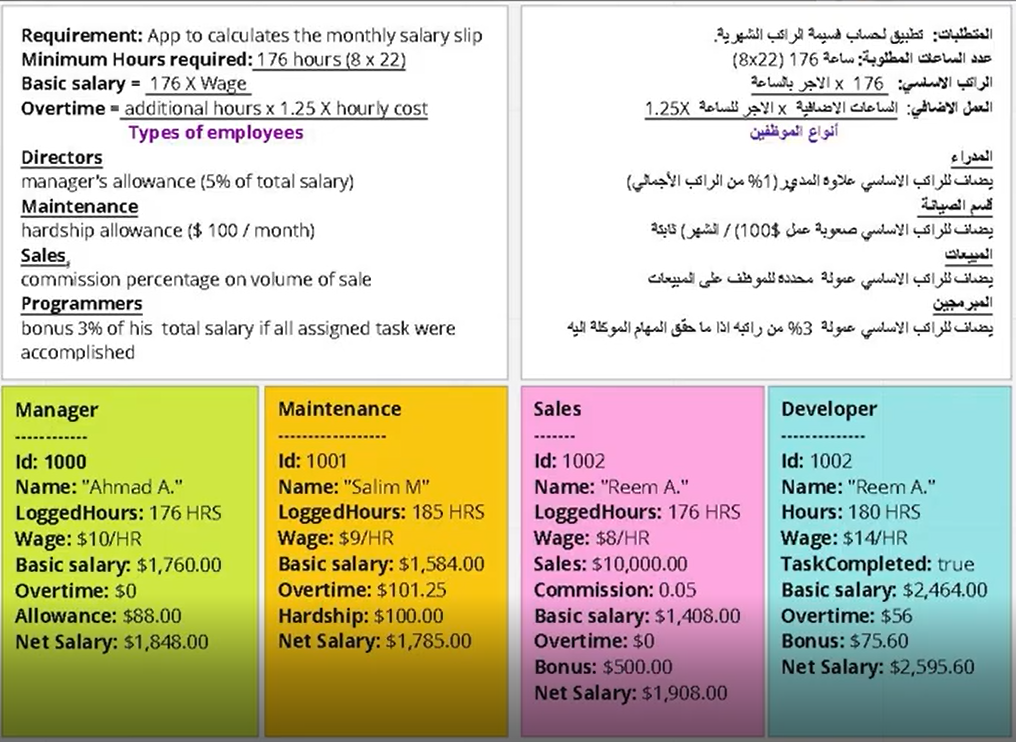 Requirement: App to calculates the monthly salary slip
Minimum Hours required: 176 hours (8 x 22)
Basic salary = 176 X Wage
Overtime = additional hours x 1.25 X hourly cost
Types of employees
Directors
manager's allowance (5% of total salary)
Maintenance
hardship allowance ($ 100 / month)
Sales,
commission percentage on volume of sale
Programmers
bonus 3% of his total salary if all assigned task were
accomplished
المتطلبات: تطبيق لحساب قسيمة الراتب الشهرية.
عدد الساعات المطلوبة: ساعة 176 (8x22)
الراتب الاساسي: 176 x الاجر بالساعة
العمل الاضافي: الساعات الاضافية x الاجر للساعة 1.25X
أنواع الموظفين
المدراء
يضاف للراتب الاساسي علاوة المدير (1% من الراتب الأجمالي)
قسم الصيانة
يضاف للراتب الاساسي صعوبة عمل $100) / الشهر) ثابتة
المبيعات
يضاف للراتب الاساسي عمولة محددة للموظف على المبيعات
المبرمجين
يضاف للراتب الاساسي عمولة 3% من راتبه اذا ما حقق المهام الموكلة اليه
Manager
------------
Id: 1000
Name: "Ahmad A."
LoggedHours: 176 HRS
Wage: $10/HR
Basic salary: $1,760.00
Overtime: $0
Allowance: $88.00
Net Salary: $1,848.00
Maintenance
------------------
Id: 1001
Name: "Salim M"
LoggedHours: 185 HRS
Wage: $9/HR
Basic salary: $1,584.00
Overtime: $101.25
Hardship: $100.00
Net Salary: $1,785.00
Sales
-------
Id: 1002
Name: "Reem A."
LoggedHours: 176 HRS
Wage: $8/HR
Sales: $10,000.00
Commission: 0.05
Basic salary: $1,408.00
Overtime: $0
Bonus: $500.00
Net Salary: $1,908.00
Developer
--------------
Id: 1002
Name: "Reem A."
Hours: 180 HRS
Wage: $14/HR
TaskCompleted: true
Basic salary: $2,464.00
Overtime: $56
Bonus: $75.60
Net Salary: $2,595.60